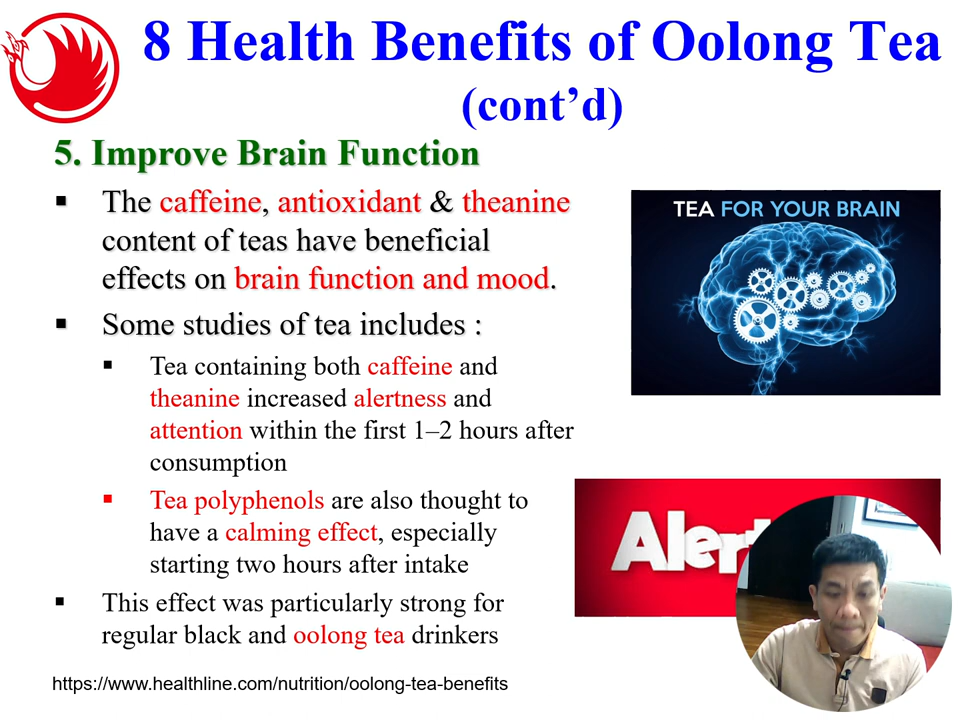 8 Health Benefits of Oolong Tea
(cont’d)
5. Improve Brain Function
▪ The caffeine, antioxidant & theanine
content of teas have beneficial
effects on brain function and mood.
▪ Some studies of tea includes :
▪ Tea containing both caffeine and
theanine increased alertness and
attention within the first 1–2 hours after
consumption
▪ Tea polyphenols are also thought to
have a calming effect, especially
starting two hours after intake
▪ This effect was particularly strong for
regular black and oolong tea drinkers
https://www.healthline.com/nutrition/oolong-tea-benefits
TEA FOR YOUR BRAIN